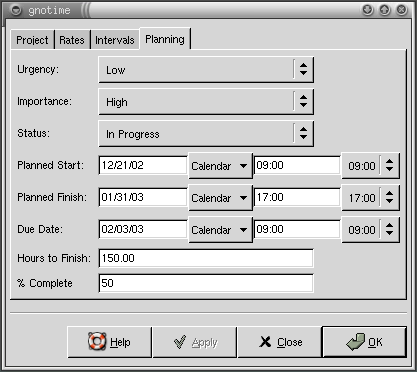 gnotime
Project Rates Intervals Planning
Urgency: Low
Importance: High
Status: In Progress
Planned Start: 12/21/02 Calendar 09:00 09:00
Planned Finish: 01/31/03 Calendar 17:00 17:00
Due Date: 02/03/03 Calendar 09:00 09:00
Hours to Finish: 150.00
% Complete 50
Help Apply Close OK